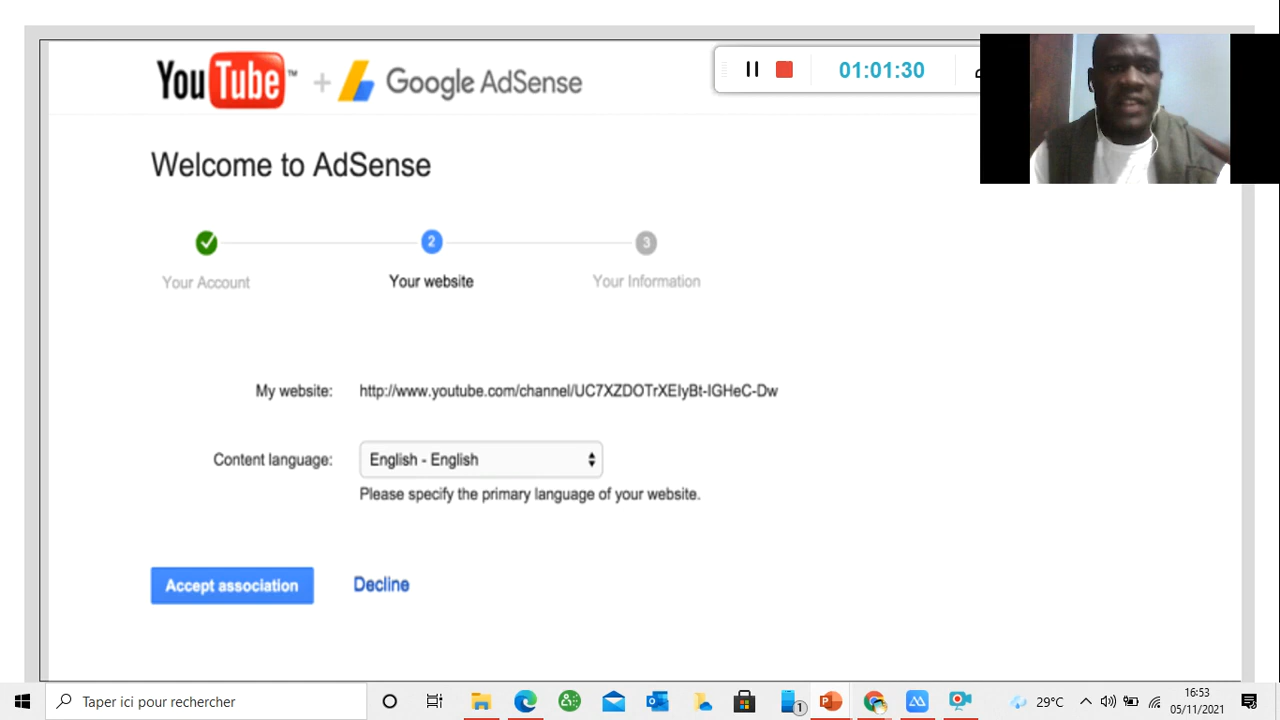 YouTube™ + Google AdSense
01:01:30
Welcome to AdSense
2
3
Your Account
Your website
Your Information
My website: http://www.youtube.com/channel/UC7XZDOTrXEIyBt-IGHeC-Dw
Content language: English - English
Please specify the primary language of your website.
Accept association
Decline
Taper ici pour rechercher
1
29°C
16:53
05/11/2021